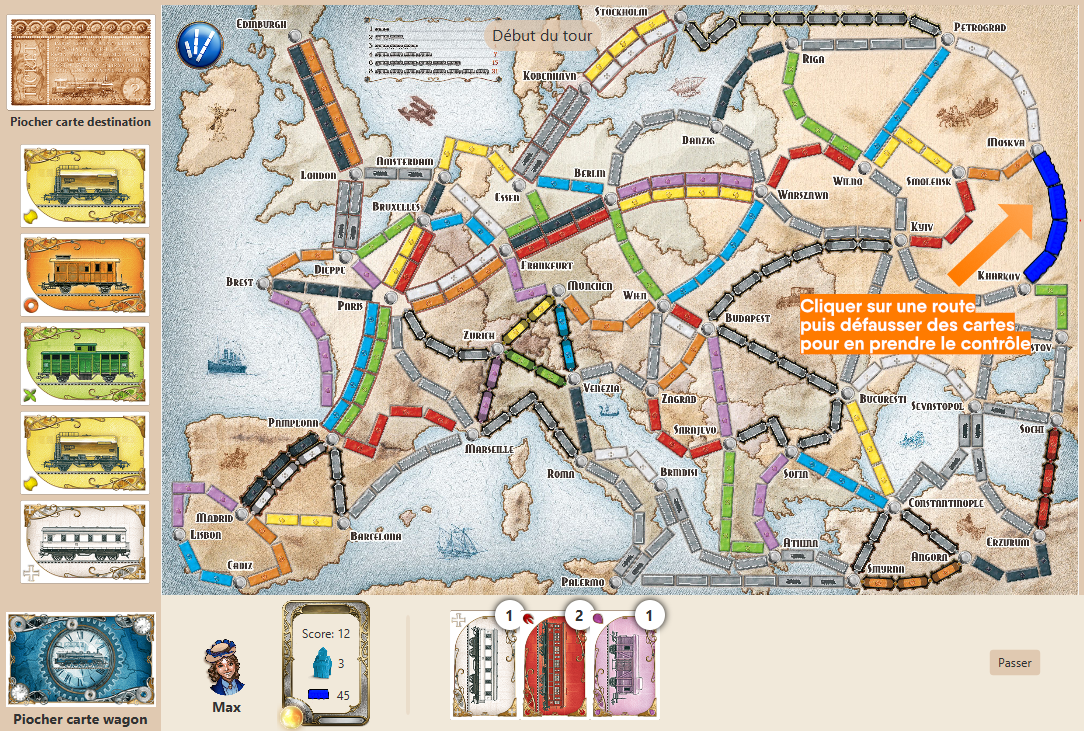 EDINBURGH
STOCKHOLM
Début du tour
PETROGRAD
RIGA
KOBENHAVN
Piocher carte destination
DANZIG
MOSKVA
AMSTERDAM
LONDON
ESSEN
BERLIN
WILNO
SMOLENSK
WARSZAWA
BRUXELLES
KYIV
DIEPPE
FRANKFURT
BREST
PARIS
MÜNCHEN
WIEN
KHARKOV
Cliquer sur une route
puis défausser des cartes
pour en prendre le contrôle
BUDAPEST
ZURICH
VENEZIA
ZAGRAB
BUCURESTI
SEVASTOPOL
PAMPLONA
SARAJEVO
SOCHI
MARSEILLE
ROMA
BRINDISI
SOFIA
CONSTANTINOPLE
MADRID
BARCELONA
LISBON
CADIZ
ATHINA
ANGORA
ERZURUM
SMYRNA
PALERMO
Piocher carte wagon
Max
Score: 12
3
45
1
2
1
Passer